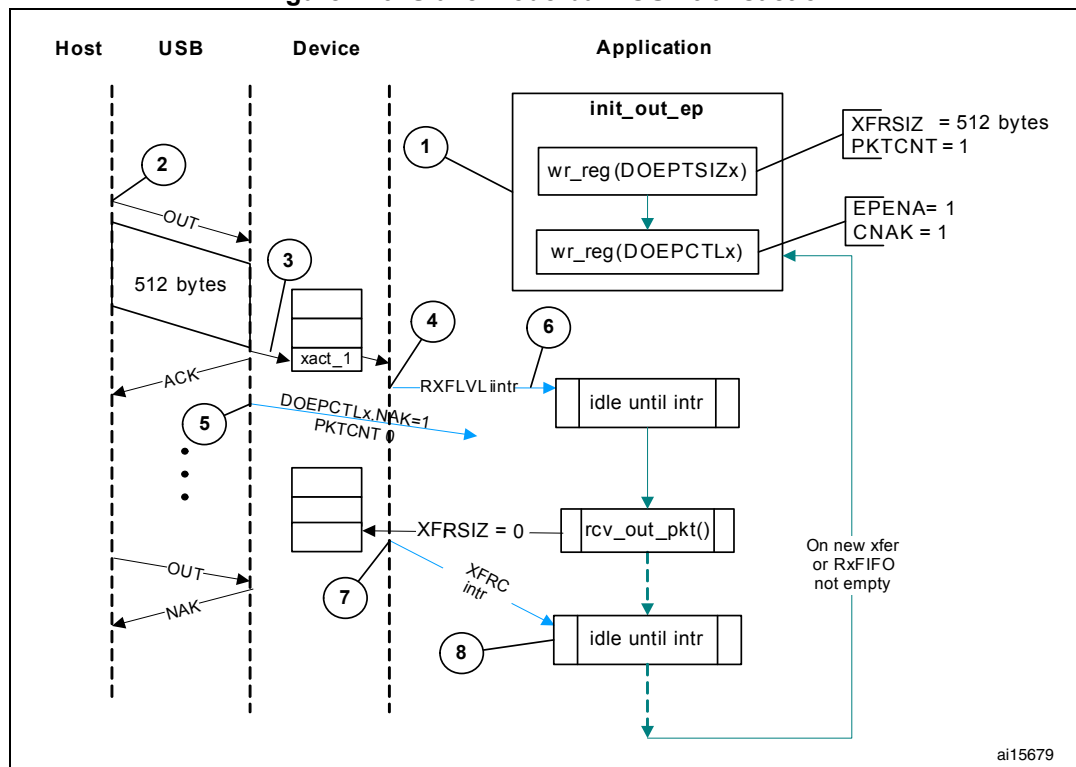 Host USB Device Application
init_out_ep
1
wr_reg(DOEPTSIZx)
XFRSIZ = 512 bytes
PKTCNT = 1
wr_reg(DOEPCTLx)
EPENA= 1
CNAK = 1
2
OUT
512 bytes
3
xact_1
4
6
ACK
RXFLVL iintr
idle until intr
5
DOEPCTLx,NAK=1
PKTCNT 0
XFRSIZ = 0
rcv_out_pkt()
On new xfer
or RxFIFO
not empty
OUT
NAK
7
XFRC
intr
8
idle until intr
ai15679